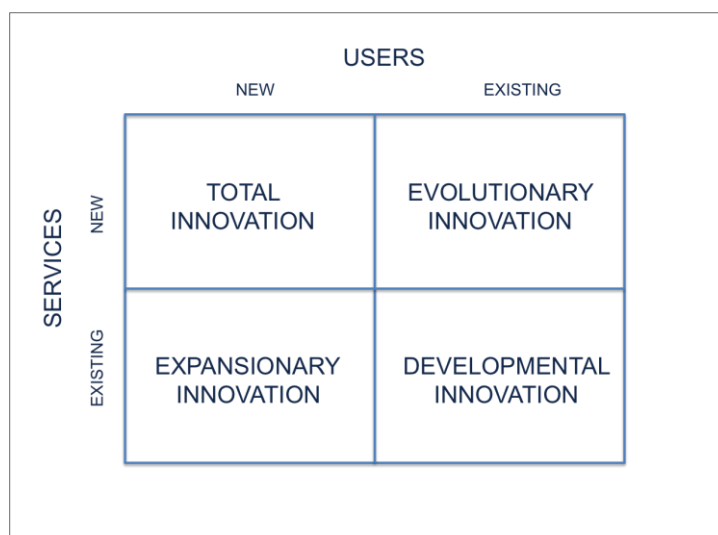 USERS
NEW
EXISTING
SERVICES
NEW
TOTAL
INNOVATION
EVOLUTIONARY
INNOVATION
EXISTING
EXPANSIONARY
INNOVATION
DEVELOPMENTAL
INNOVATION